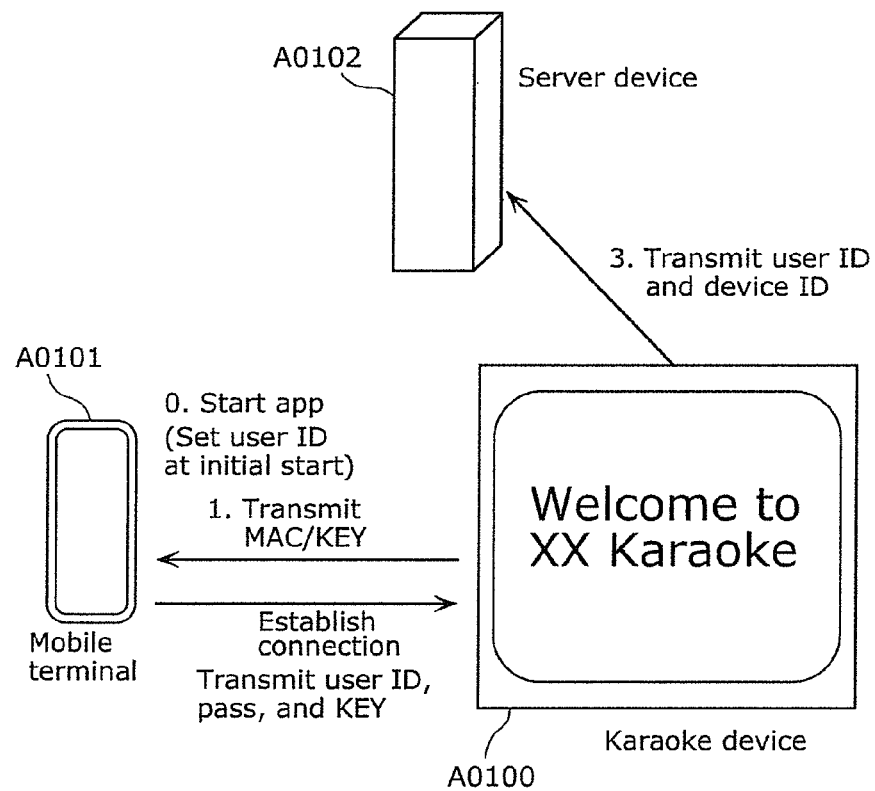 A0102
Server device
3. Transmit user ID
and device ID
A0101
0. Start app
(Set user ID
at initial start)
1. Transmit
MAC/KEY
Welcome to
XX Karaoke
Establish
connection
Transmit user ID,
pass, and KEY
Mobile
terminal
Karaoke device
A0100